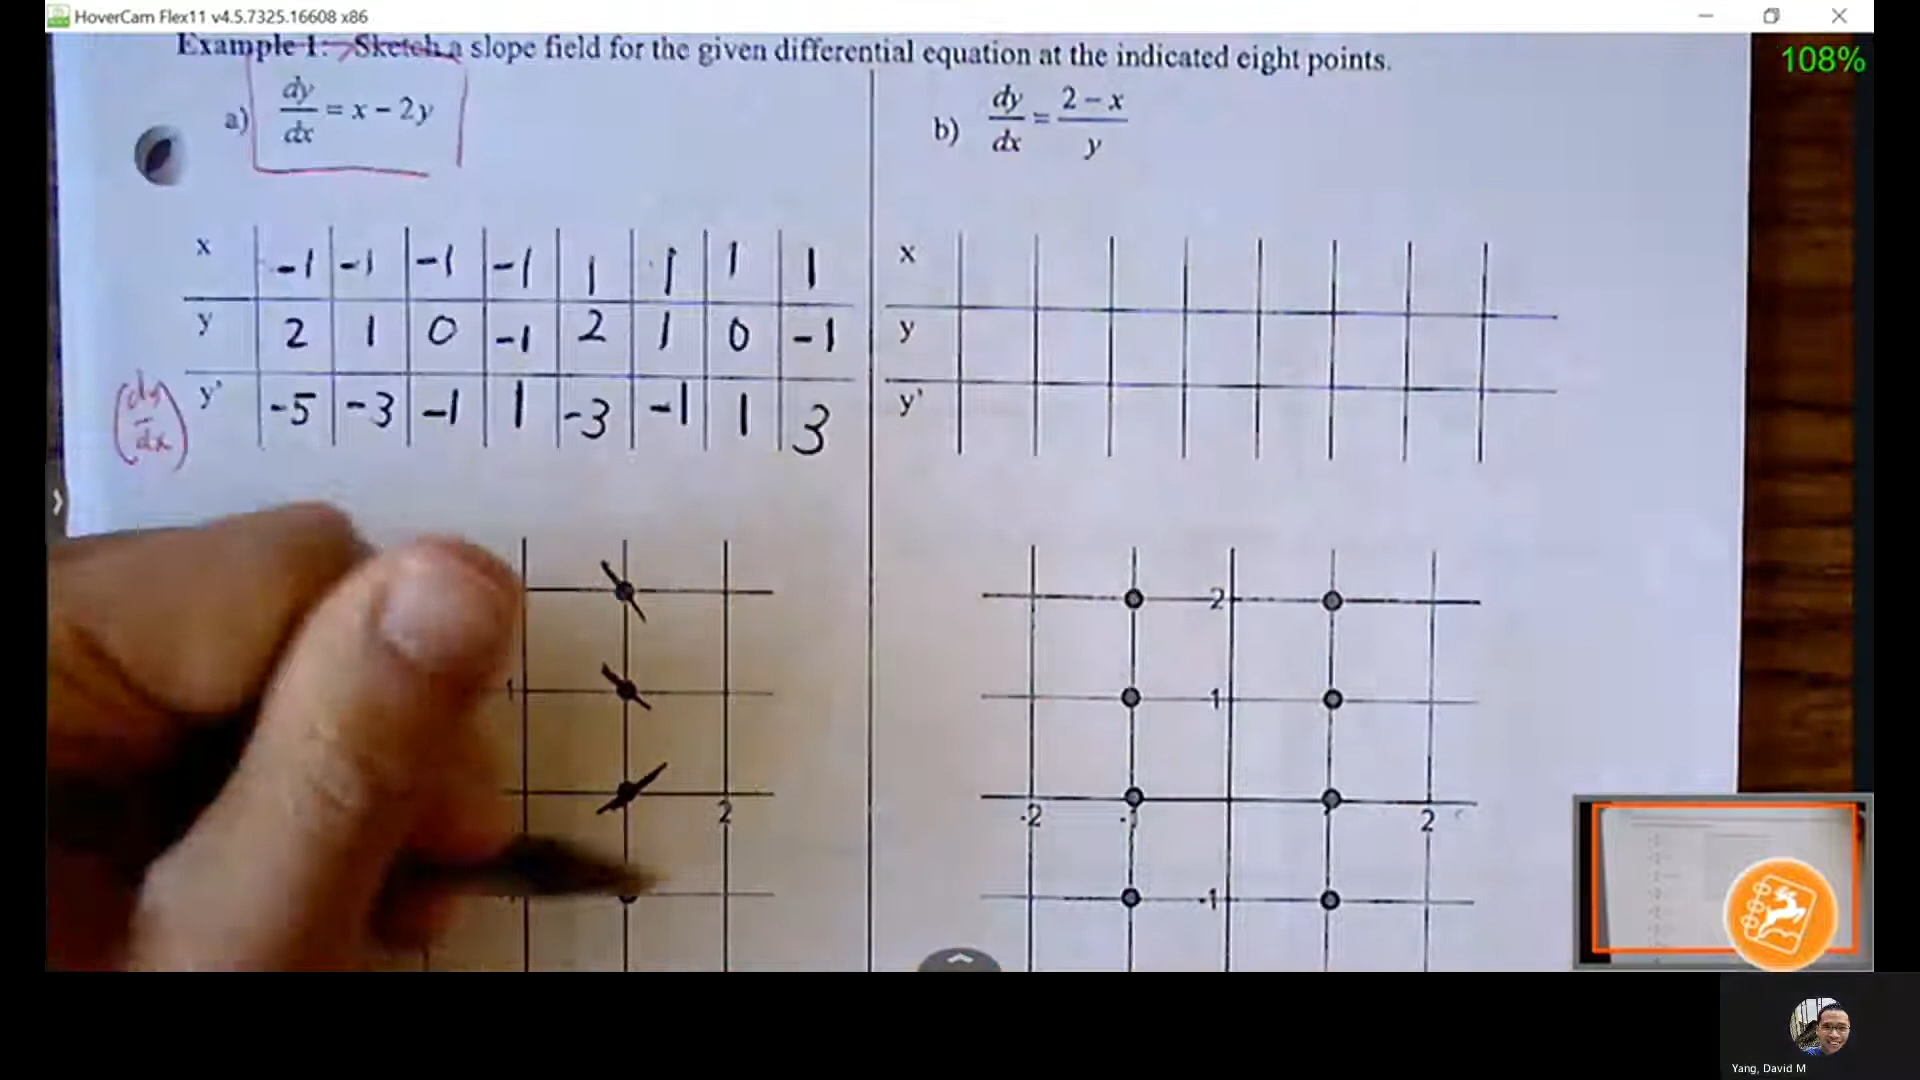 HoverCam Flex11 v4.5.7325.16608 x86
108%
Example 1: Sketch a slope field for the given differential equation at the indicated eight points.
a) dy/dx = x - 2y
x -1 -1 -1 -1 1 1 1 1
y 2 1 0 -1 2 1 0 -1
(dy/dx) y' -5 -3 -1 1 -3 -1 1 3
1
2
b) dy/dx = (2 - x)/y
x
y
y'
2
1
-2 -1 2
-1
Yang, David M